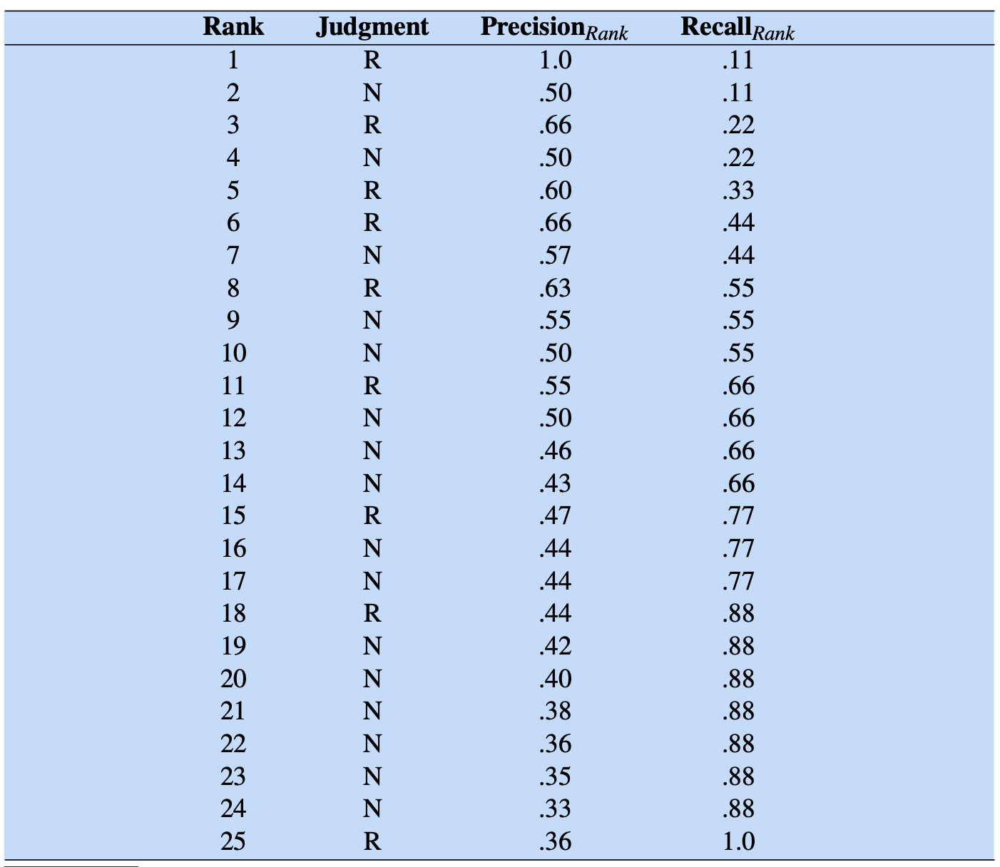 Rank Judgment Precision_Rank Recall_Rank
1 R 1.0 .11
2 N .50 .11
3 R .66 .22
4 N .50 .22
5 R .60 .33
6 R .66 .44
7 N .57 .44
8 R .63 .55
9 N .55 .55
10 N .50 .55
11 R .55 .66
12 N .50 .66
13 N .46 .66
14 N .43 .66
15 R .47 .77
16 N .44 .77
17 N .44 .77
18 R .44 .88
19 N .42 .88
20 N .40 .88
21 N .38 .88
22 N .36 .88
23 N .35 .88
24 N .33 .88
25 R .36 1.0